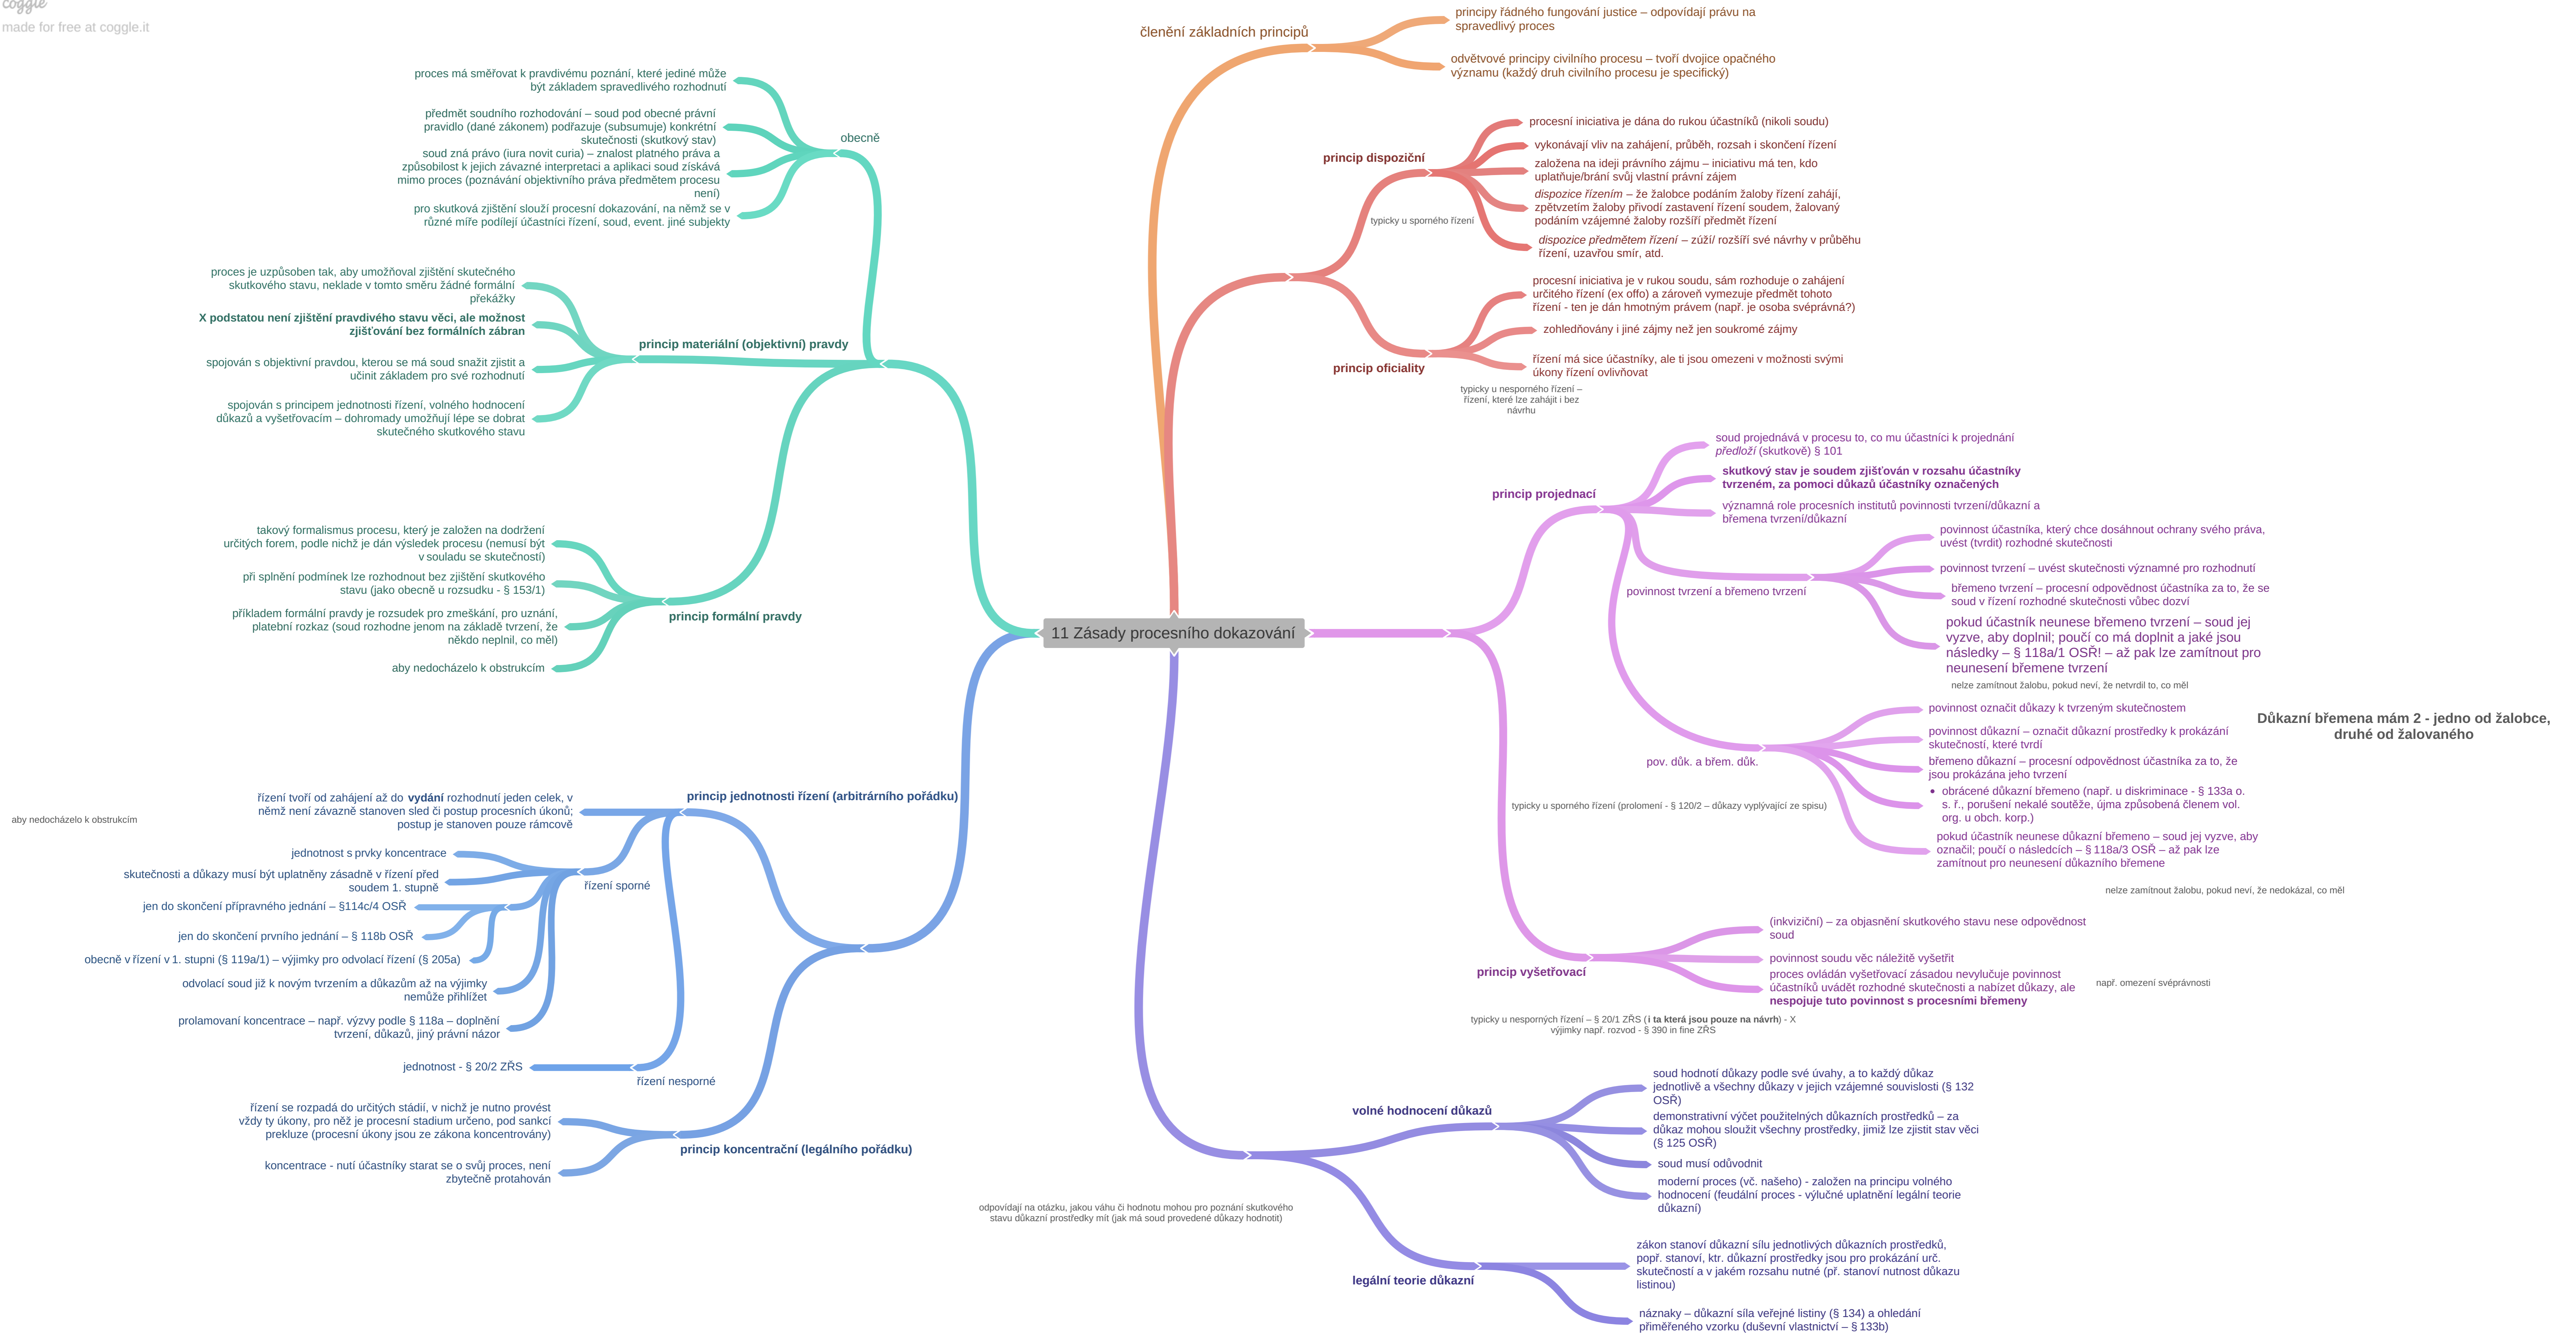 coggle
made for free at coggle.it
11 Zásady procesního dokazování
členění základních principů
principy řádného fungování justice – odpovídají právu na
spravedlivý proces
odvětvové principy civilního procesu – tvoří dvojice opačného
významu (každý druh civilního procesu je specifický)
princip dispoziční
procesní iniciativa je dána do rukou účastníků (nikoli soudu)
vykonávají vliv na zahájení, průběh, rozsah i skončení řízení
založena na ideji právního zájmu – iniciativu má ten, kdo
uplatňuje/brání svůj vlastní právní zájem
dispozice řízením – že žalobce podáním žaloby řízení zahájí,
zpětvzetím žaloby přivodí zastavení řízení soudem, žalovaný
podáním vzájemné žaloby rozšíří předmět řízení
typicky u sporného řízení
dispozice předmětem řízení – zúží/ rozšíří své návrhy v průběhu
řízení, uzavřou smír, atd.
princip oficiality
procesní iniciativa je v rukou soudu, sám rozhoduje o zahájení
určitého řízení (ex offo) a zároveň vymezuje předmět tohoto
řízení - ten je dán hmotným právem (např. je osoba svéprávná?)
zohledňovány i jiné zájmy než jen soukromé zájmy
řízení má sice účastníky, ale ti jsou omezeni v možnosti svými
úkony řízení ovlivňovat
typicky u nesporného řízení –
řízení, které lze zahájit i bez
návrhu
princip projednací
soud projednává v procesu to, co mu účastníci k projednání
předloží (skutkově) § 101
skutkový stav je soudem zjišťován v rozsahu účastníky
tvrzeném, za pomoci důkazů účastníky označených
významná role procesních institutů povinnosti tvrzení/důkazní a
břemena tvrzení/důkazní
povinnost tvrzení a břemeno tvrzení
povinnost účastníka, který chce dosáhnout ochrany svého práva,
uvést (tvrdit) rozhodné skutečnosti
povinnost tvrzení – uvést skutečnosti významné pro rozhodnutí
břemeno tvrzení – procesní odpovědnost účastníka za to, že se
soud v řízení rozhodné skutečnosti vůbec dozví
pokud účastník neunese břemeno tvrzení – soud jej
vyzve, aby doplnil; poučí co má doplnit a jaké jsou
následky – § 118a/1 OSŘ! – až pak lze zamítnout pro
neunesení břemene tvrzení
nelze zamítnout žalobu, pokud neví, že netvrdil to, co měl
pov. důk. a břem. důk.
povinnost označit důkazy k tvrzeným skutečnostem
povinnost důkazní – označit důkazní prostředky k prokázání
skutečností, které tvrdí
břemeno důkazní – procesní odpovědnost účastníka za to, že
jsou prokázána jeho tvrzení
• obrácené důkazní břemeno (např. u diskriminace - § 133a o.
s. ř., porušení nekalé soutěže, újma způsobená členem vol.
org. u obch. korp.)
pokud účastník neunese důkazní břemeno – soud jej vyzve, aby
označil; poučí o následcích – § 118a/3 OSŘ – až pak lze
zamítnout pro neunesení důkazního břemene
Důkazní břemena mám 2 - jedno od žalobce,
druhé od žalovaného
typicky u sporného řízení (prolomení - § 120/2 – důkazy vyplývající ze spisu)
nelze zamítnout žalobu, pokud neví, že nedokázal, co měl
princip vyšetřovací
(inkviziční) – za objasnění skutkového stavu nese odpovědnost
soud
povinnost soudu věc náležitě vyšetřit
proces ovládán vyšetřovací zásadou nevylučuje povinnost
účastníků uvádět rozhodné skutečnosti a nabízet důkazy, ale
nespojuje tuto povinnost s procesními břemeny
např. omezení svéprávnosti
typicky u nesporných řízení – § 20/1 ZŘS (i ta která jsou pouze na návrh) - X
výjimky např. rozvod - § 390 in fine ZŘS
volné hodnocení důkazů
soud hodnotí důkazy podle své úvahy, a to každý důkaz
jednotlivě a všechny důkazy v jejich vzájemné souvislosti (§ 132
OSŘ)
demonstrativní výčet použitelných důkazních prostředků – za
důkaz mohou sloužit všechny prostředky, jimiž lze zjistit stav věci
(§ 125 OSŘ)
soud musí odůvodnit
moderní proces (vč. našeho) - založen na principu volného
hodnocení (feudální proces - výlučné uplatnění legální teorie
důkazní)
odpovídají na otázku, jakou váhu či hodnotu mohou pro poznání skutkového
stavu důkazní prostředky mít (jak má soud provedené důkazy hodnotit)
legální teorie důkazní
zákon stanoví důkazní sílu jednotlivých důkazních prostředků,
popř. stanoví, ktr. důkazní prostředky jsou pro prokázání urč.
skutečností a v jakém rozsahu nutné (př. stanoví nutnost důkazu
listinou)
náznaky – důkazní síla veřejné listiny (§ 134) a ohledání
přiměřeného vzorku (duševní vlastnictví – § 133b)
obecně
proces má směřovat k pravdivému poznání, které jediné může
být základem spravedlivého rozhodnutí
předmět soudního rozhodování – soud pod obecné právní
pravidlo (dané zákonem) podřazuje (subsumuje) konkrétní
skutečnosti (skutkový stav)
soud zná právo (iura novit curia) – znalost platného práva a
způsobilost k jejich závazné interpretaci a aplikaci soud získává
mimo proces (poznávání objektivního práva předmětem procesu
není)
pro skutková zjištění slouží procesní dokazování, na němž se v
různé míře podílejí účastníci řízení, soud, event. jiné subjekty
princip materiální (objektivní) pravdy
proces je uzpůsoben tak, aby umožňoval zjištění skutečného
skutkového stavu, neklade v tomto směru žádné formální
překážky
X podstatou není zjištění pravdivého stavu věci, ale možnost
zjišťování bez formálních zábran
spojován s objektivní pravdou, kterou se má soud snažit zjistit a
učinit základem pro své rozhodnutí
spojován s principem jednotnosti řízení, volného hodnocení
důkazů a vyšetřovacím – dohromady umožňují lépe se dobrat
skutečného skutkového stavu
princip formální pravdy
takový formalismus procesu, který je založen na dodržení
určitých forem, podle nichž je dán výsledek procesu (nemusí být
v souladu se skutečností)
při splnění podmínek lze rozhodnout bez zjištění skutkového
stavu (jako obecně u rozsudku - § 153/1)
příkladem formální pravdy je rozsudek pro zmeškání, pro uznání,
platební rozkaz (soud rozhodne jenom na základě tvrzení, že
někdo neplnil, co měl)
aby nedocházelo k obstrukcím
princip jednotnosti řízení (arbitrárního pořádku)
řízení tvoří od zahájení až do vydání rozhodnutí jeden celek, v
němž není závazně stanoven sled či postup procesních úkonů;
postup je stanoven pouze rámcově
aby nedocházelo k obstrukcím
řízení sporné
jednotnost s prvky koncentrace
skutečnosti a důkazy musí být uplatněny zásadně v řízení před
soudem 1. stupně
jen do skončení přípravného jednání – §114c/4 OSŘ
jen do skončení prvního jednání – § 118b OSŘ
obecně v řízení v 1. stupni (§ 119a/1) – výjimky pro odvolací řízení (§ 205a)
odvolací soud již k novým tvrzením a důkazům až na výjimky
nemůže přihlížet
prolamovaní koncentrace – např. výzvy podle § 118a – doplnění
tvrzení, důkazů, jiný právní názor
řízení nesporné
jednotnost - § 20/2 ZŘS
princip koncentrační (legálního pořádku)
řízení se rozpadá do určitých stádií, v nichž je nutno provést
vždy ty úkony, pro něž je procesní stadium určeno, pod sankcí
prekluze (procesní úkony jsou ze zákona koncentrovány)
koncentrace - nutí účastníky starat se o svůj proces, není
zbytečně protahován